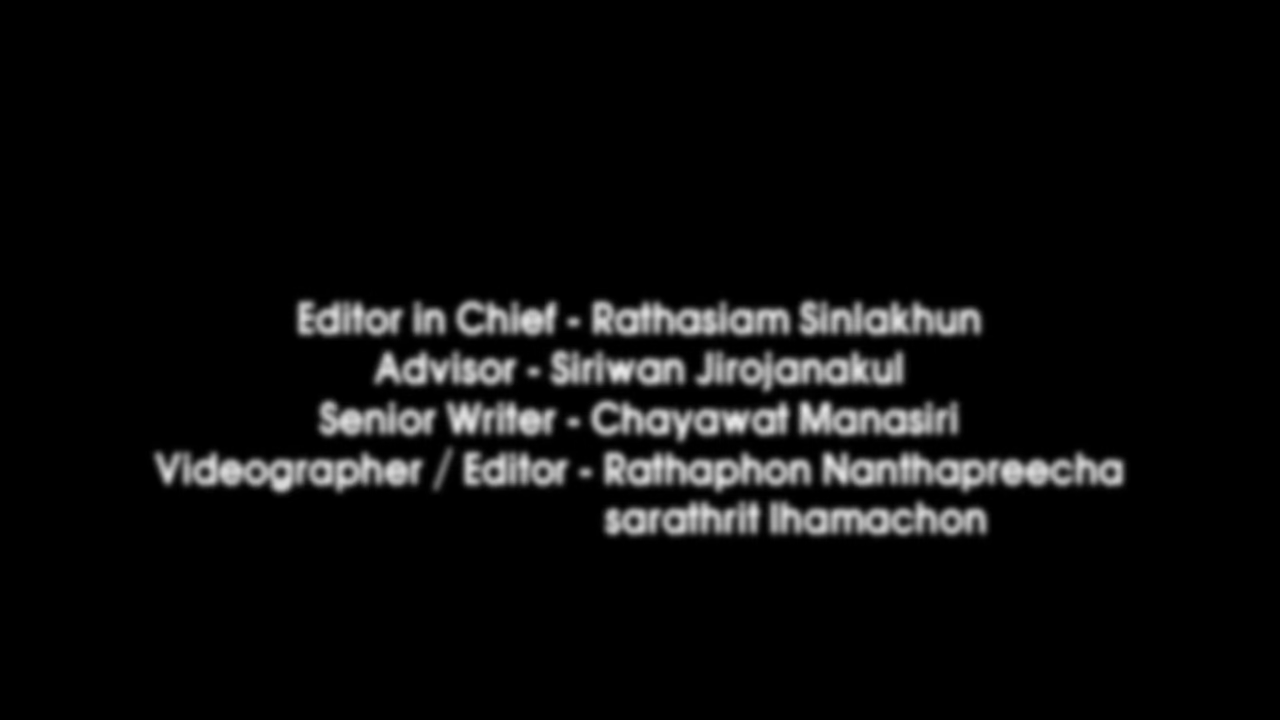 Editor in Chief - Rathasiam Sinlakhun
Advisor - Siriwan Jirojanakul
Senior Writer - Chayawat Manasiri
Videographer / Editor - Rathaphon Nanthapreecha
sarathrit lhamachon